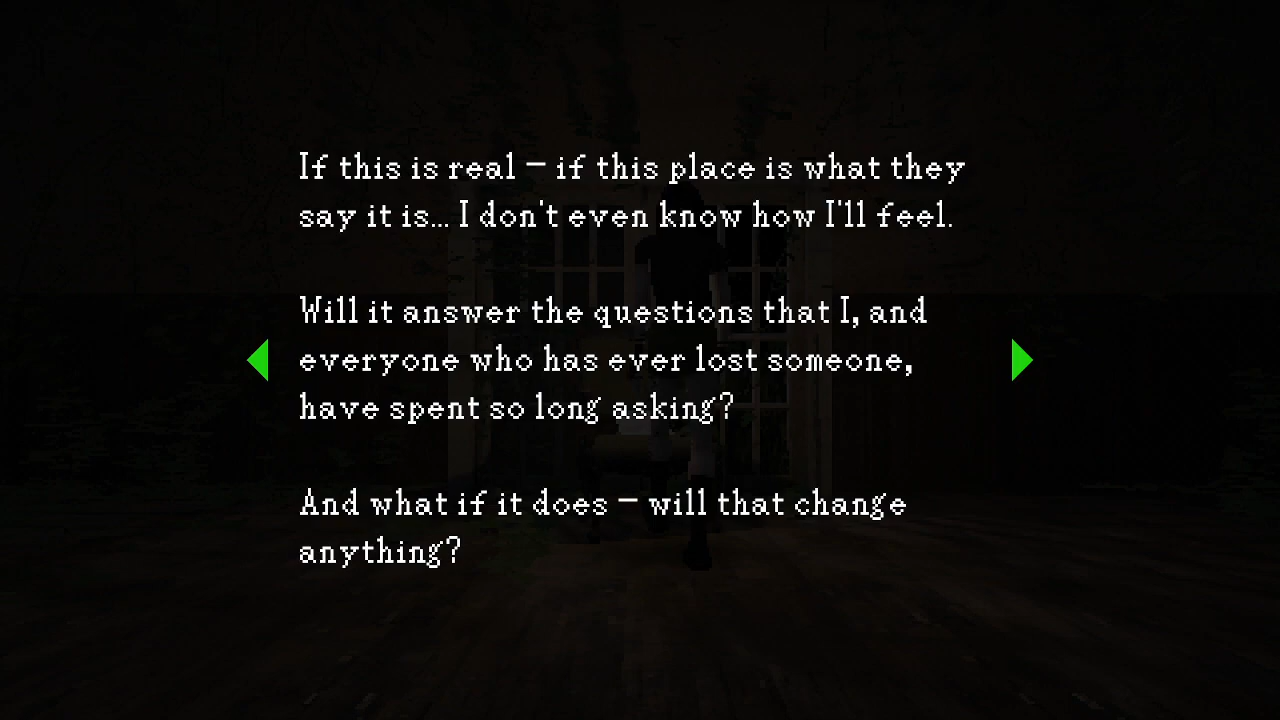 If this is real — if this place is what they
say it is... I don't even know how I'll feel.
Will it answer the questions that I, and
everyone who has ever lost someone,
have spent so long asking?
And what if it does — will that change
anything?